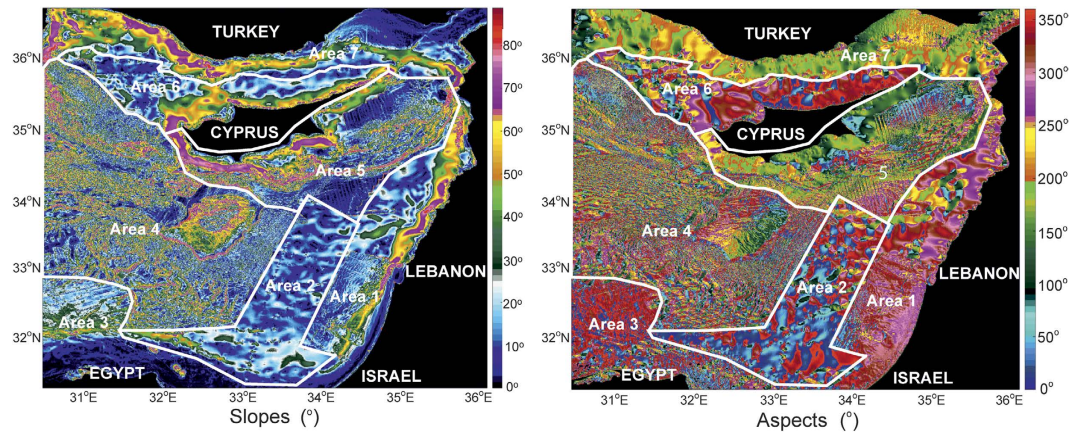 TURKEY
Area 7
36°N
Area 6
CYPRUS
35°N
Area 5
34°N
Area 4
33°N
LEBANON
Area 2
Area 1
Area 3
32°N
EGYPT
ISRAEL
31°E 32°E 33°E 34°E 35°E 36°E
Slopes (°)
80°
70°
60°
50°
40°
30°
20°
10°
0°
TURKEY
Area 7
36°N
Area 6
CYPRUS
35°N
5
34°N
Area 4
33°N
LEBANON
Area 2
Area 1
Area 3
32°N
EGYPT
ISRAEL
31°E 32°E 33°E 34°E 35°E 36°E
Aspects (°)
350°
300°
250°
200°
150°
100°
50°
0°